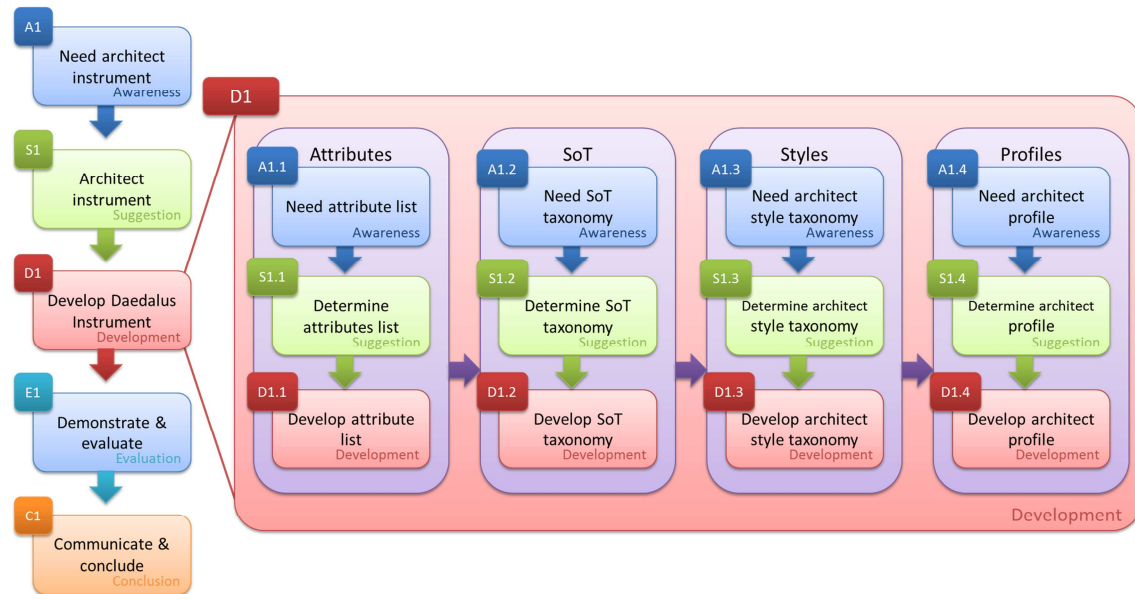 A1
Need architect
instrument
Awareness
S1
Architect
instrument
Suggestion
D1
Develop Daedalus
Instrument
Development
E1
Demonstrate &
evaluate
Evaluation
C1
Communicate &
conclude
Conclusion
D1
Attributes
A1.1
Need attribute list
Awareness
S1.1
Determine
attributes list
Suggestion
D1.1
Develop attribute
list
Development
SoT
A1.2
Need SoT
taxonomy
Awareness
S1.2
Determine SoT
taxonomy
Suggestion
D1.2
Develop SoT
taxonomy
Development
Styles
A1.3
Need architect
style taxonomy
Awareness
S1.3
Determine architect
style taxonomy
Suggestion
D1.3
Develop architect
style taxonomy
Development
Profiles
A1.4
Need architect
profile
Awareness
S1.4
Determine architect
profile
Suggestion
D1.4
Develop architect
profile
Development
Development